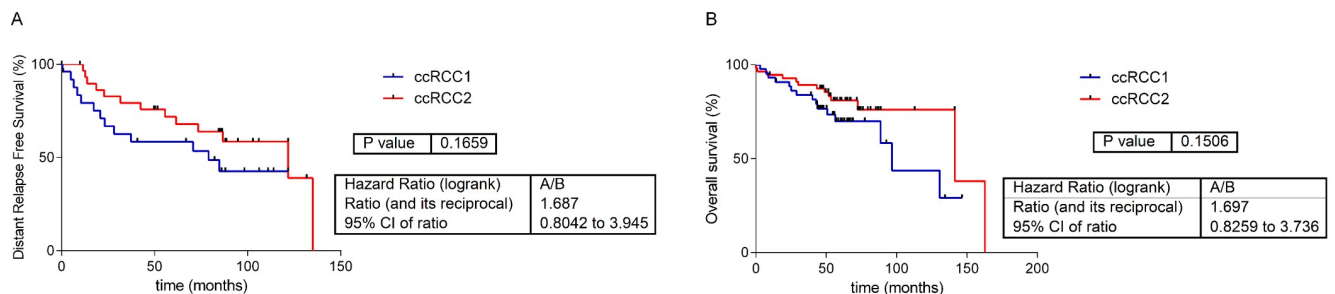 A
Distant Relapse Free Survival (%)
100
50
0
0 50 100 150
time (months)
ccRCC1
ccRCC2
P value 0.1659
Hazard Ratio (logrank) A/B
Ratio (and its reciprocal) 1.687
95% CI of ratio 0.8042 to 3.945
B
Overall survival (%)
100
50
0
0 50 100 150 200
time (months)
ccRCC1
ccRCC2
P value 0.1506
Hazard Ratio (logrank) A/B
Ratio (and its reciprocal) 1.697
95% CI of ratio 0.8259 to 3.736